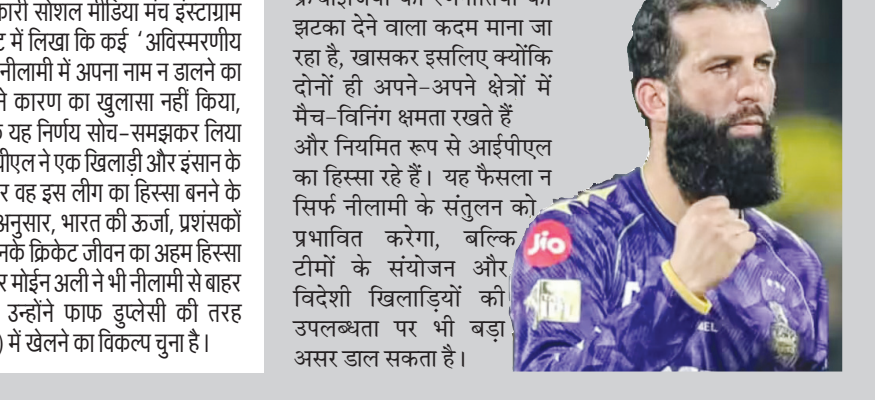 कारी सोशल मीडिया मंच इंस्टाग्राम
में लिखा कि कई ‘अविस्मरणीय
नीलामी में अपना नाम न डालने का
ने कारण का खुलासा नहीं किया,
यह निर्णय सोच-समझकर लिया
पीएल ने एक खिलाड़ी और इंसान के
र वह इस लीग का हिस्सा बनने के
अनुसार, भारत की ऊर्जा, प्रशंसकों
नके क्रिकेट जीवन का अहम हिस्सा
र मोईन अली ने भी नीलामी से बाहर
उन्होंने फाफ डुप्लेसी की तरह
) में खेलने का विकल्प चुना है।
झटका देने वाला कदम माना जा
रहा है, खासकर इसलिए क्योंकि
दोनों ही अपने-अपने क्षेत्रों में
मैच-विनिंग क्षमता रखते हैं
और नियमित रूप से आईपीएल
का हिस्सा रहे हैं। यह फैसला न
सिर्फ नीलामी के संतुलन को
प्रभावित करेगा, बल्कि
टीमों के संयोजन और
विदेशी खिलाड़ियों की
उपलब्धता पर भी बड़ा
असर डाल सकता है।
Jio